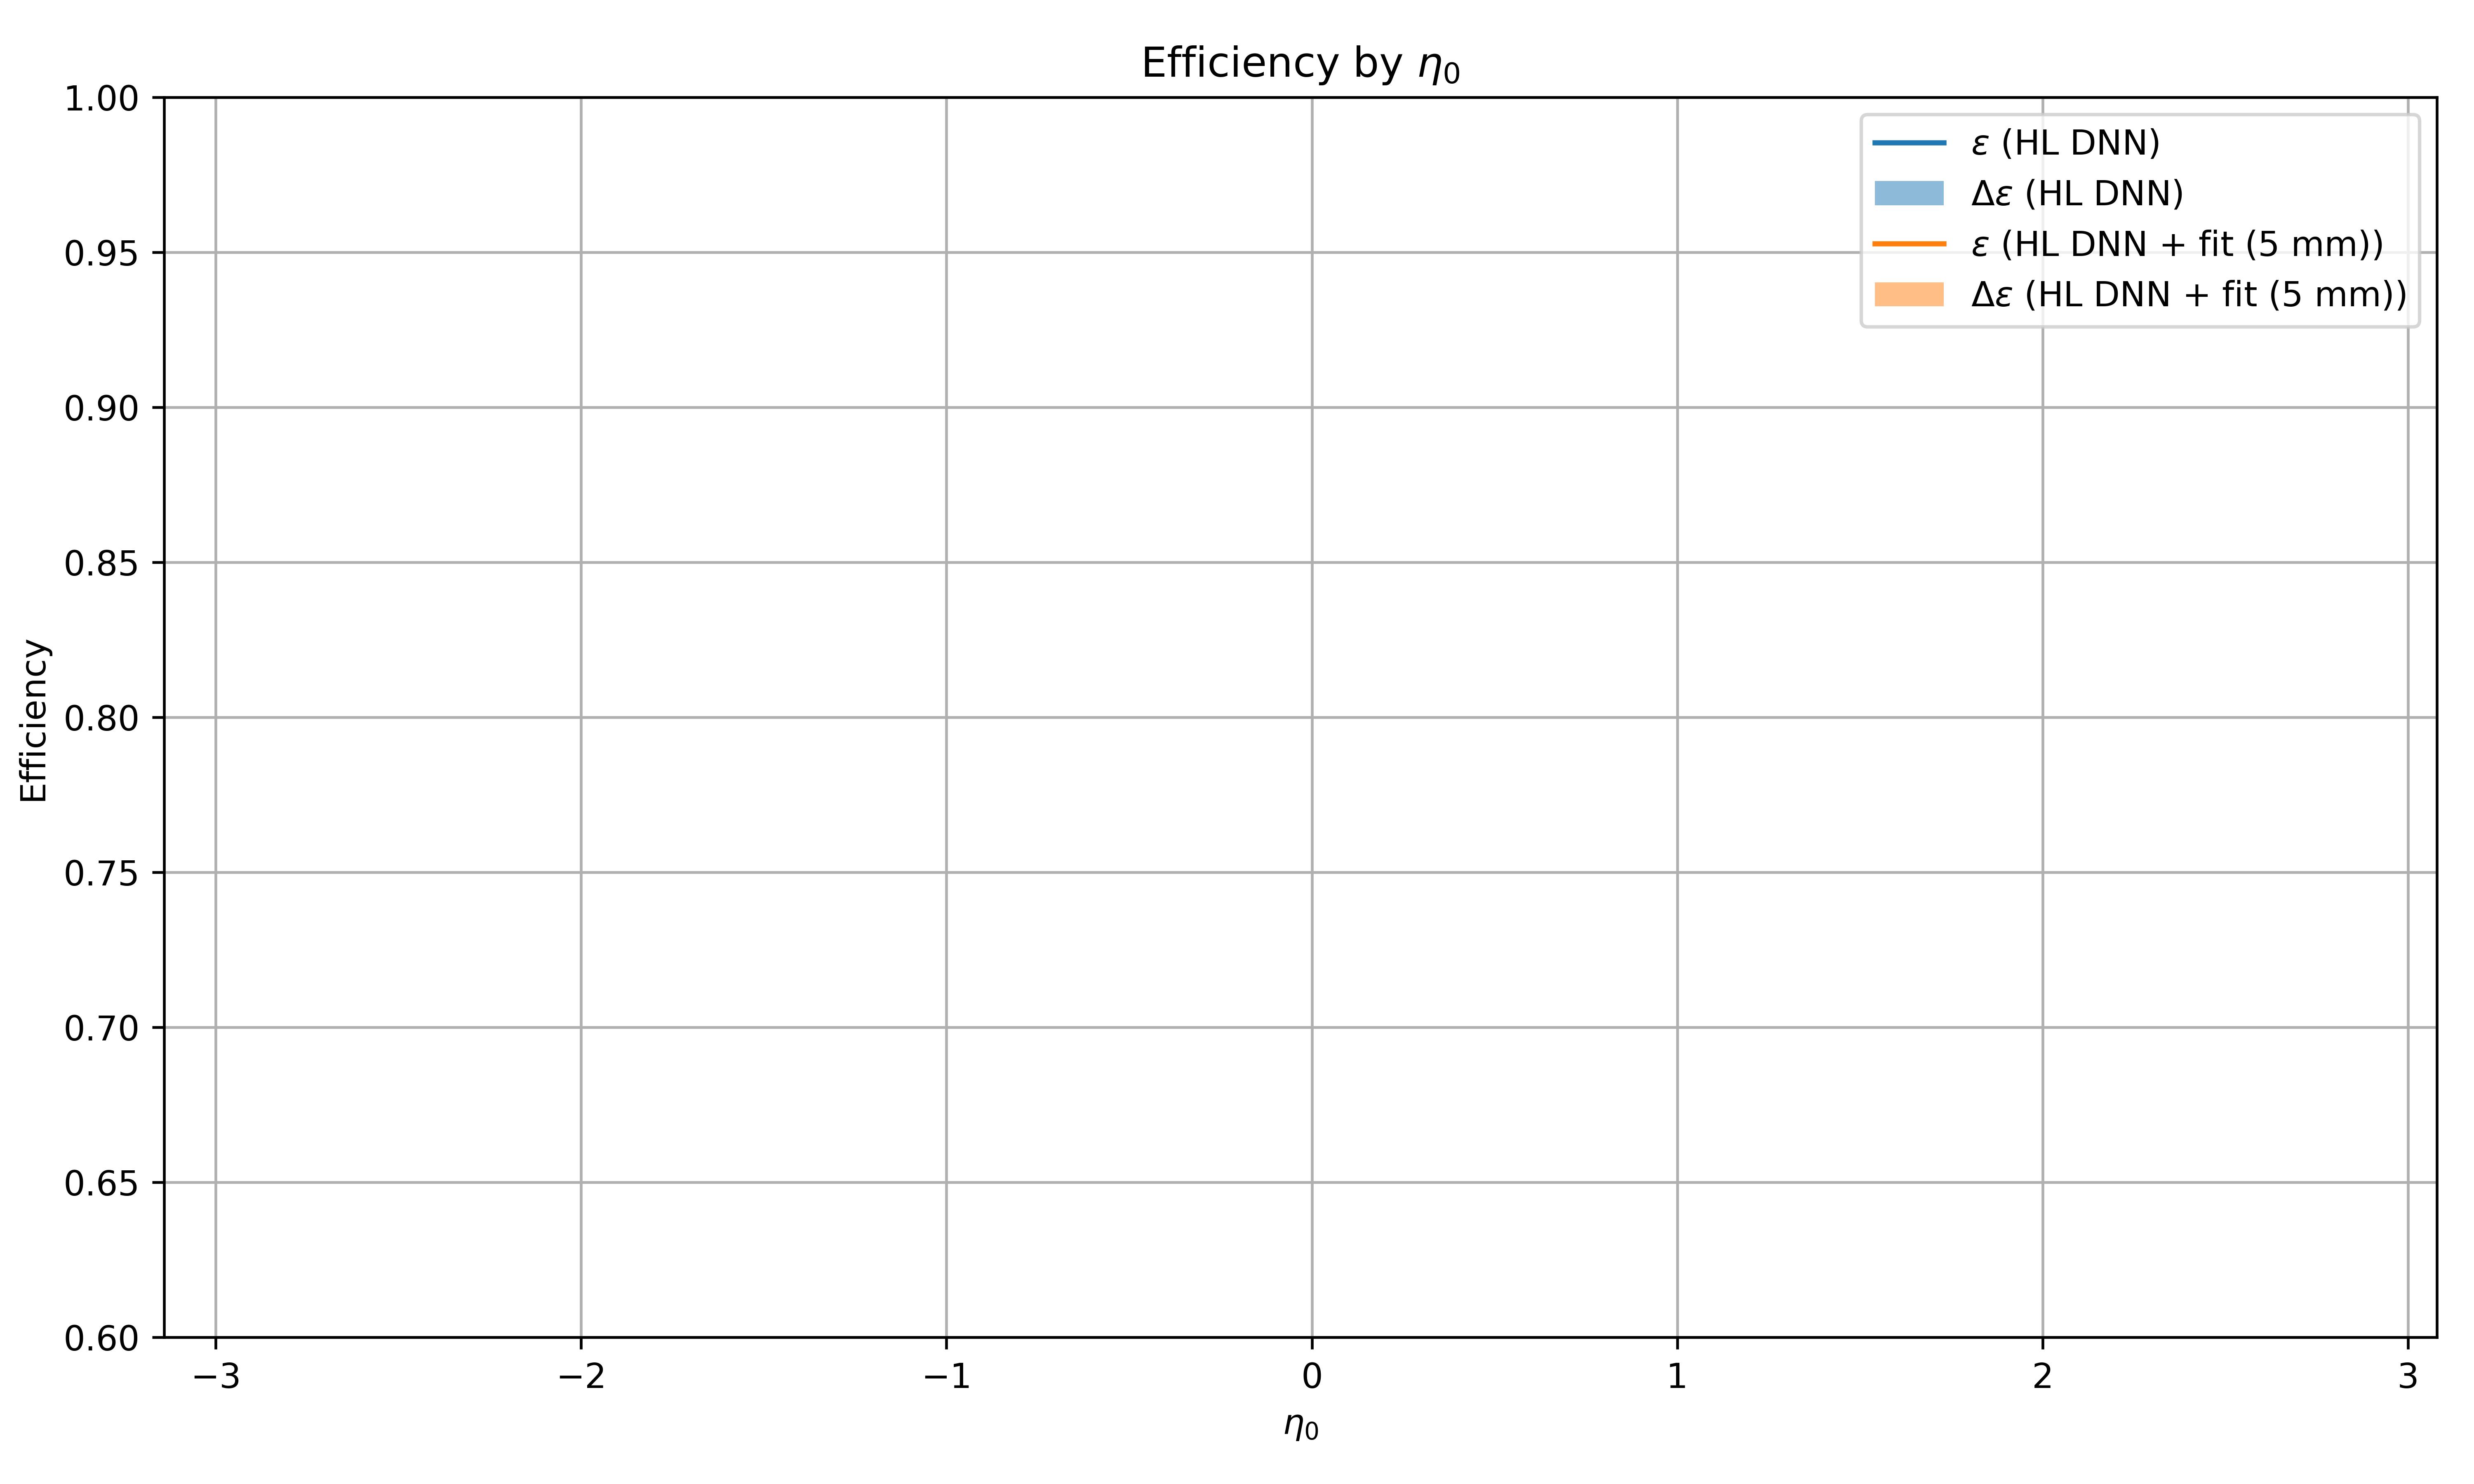 Efficiency by η₀
1.00
0.95
0.90
0.85
0.80
0.75
0.70
0.65
0.60
Efficiency
ε (HL DNN)
Δε (HL DNN)
ε (HL DNN + fit (5 mm))
Δε (HL DNN + fit (5 mm))
−3 −2 −1 0 1 2 3
η₀